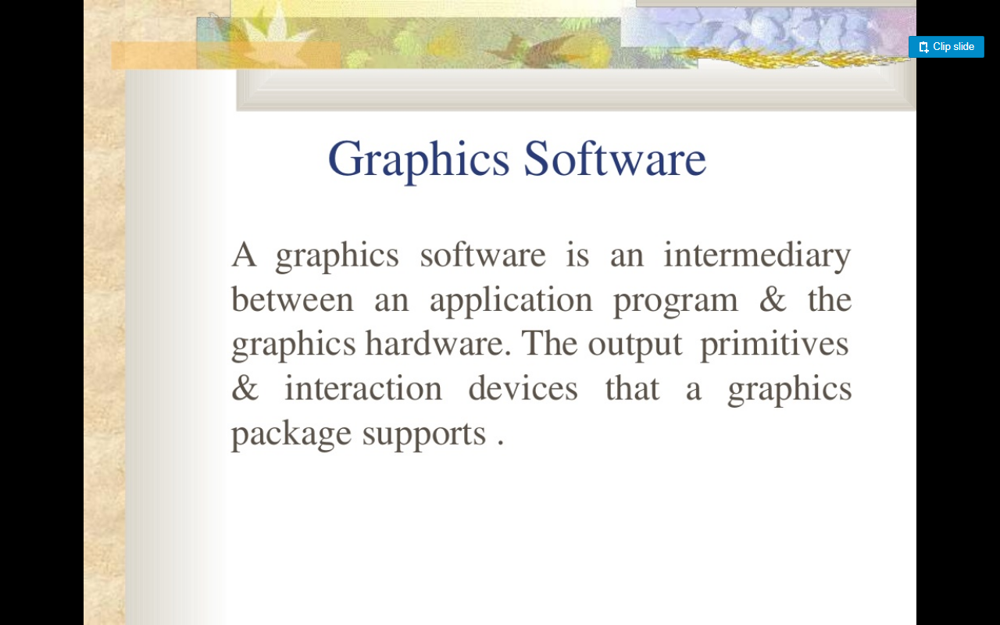 Clip slide
Graphics Software
A graphics software is an intermediary
between an application program & the
graphics hardware. The output primitives
& interaction devices that a graphics
package supports .